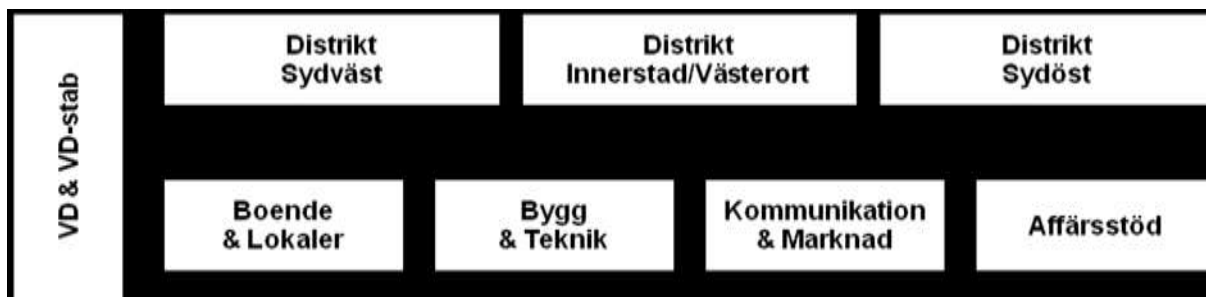 VD & VD-stab
Distrikt
Sydväst
Distrikt
Innerstad/Västerort
Distrikt
Sydöst
Boende
& Lokaler
Bygg
& Teknik
Kommunikation
& Marknad
Affärsstöd